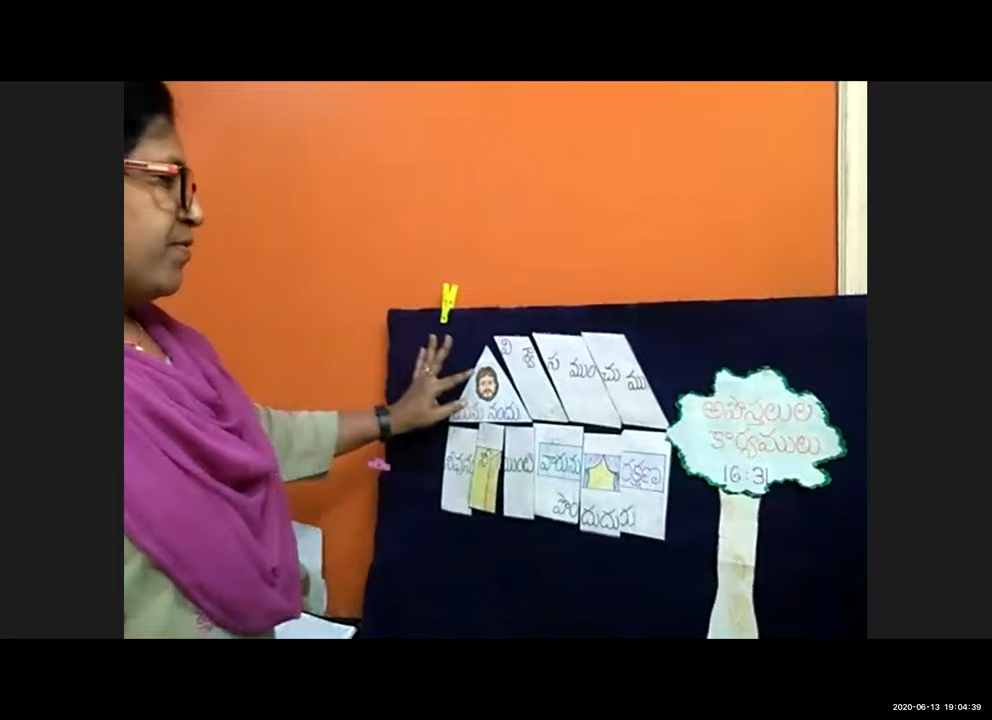 విశ్వాస ముంచు ము
యేసు నందు
నీవును నీ యింటి వారును రక్షణ
పొందుదురు
అపొస్తలుల
కార్యములు
16:31
2020-06-13 19:04:39